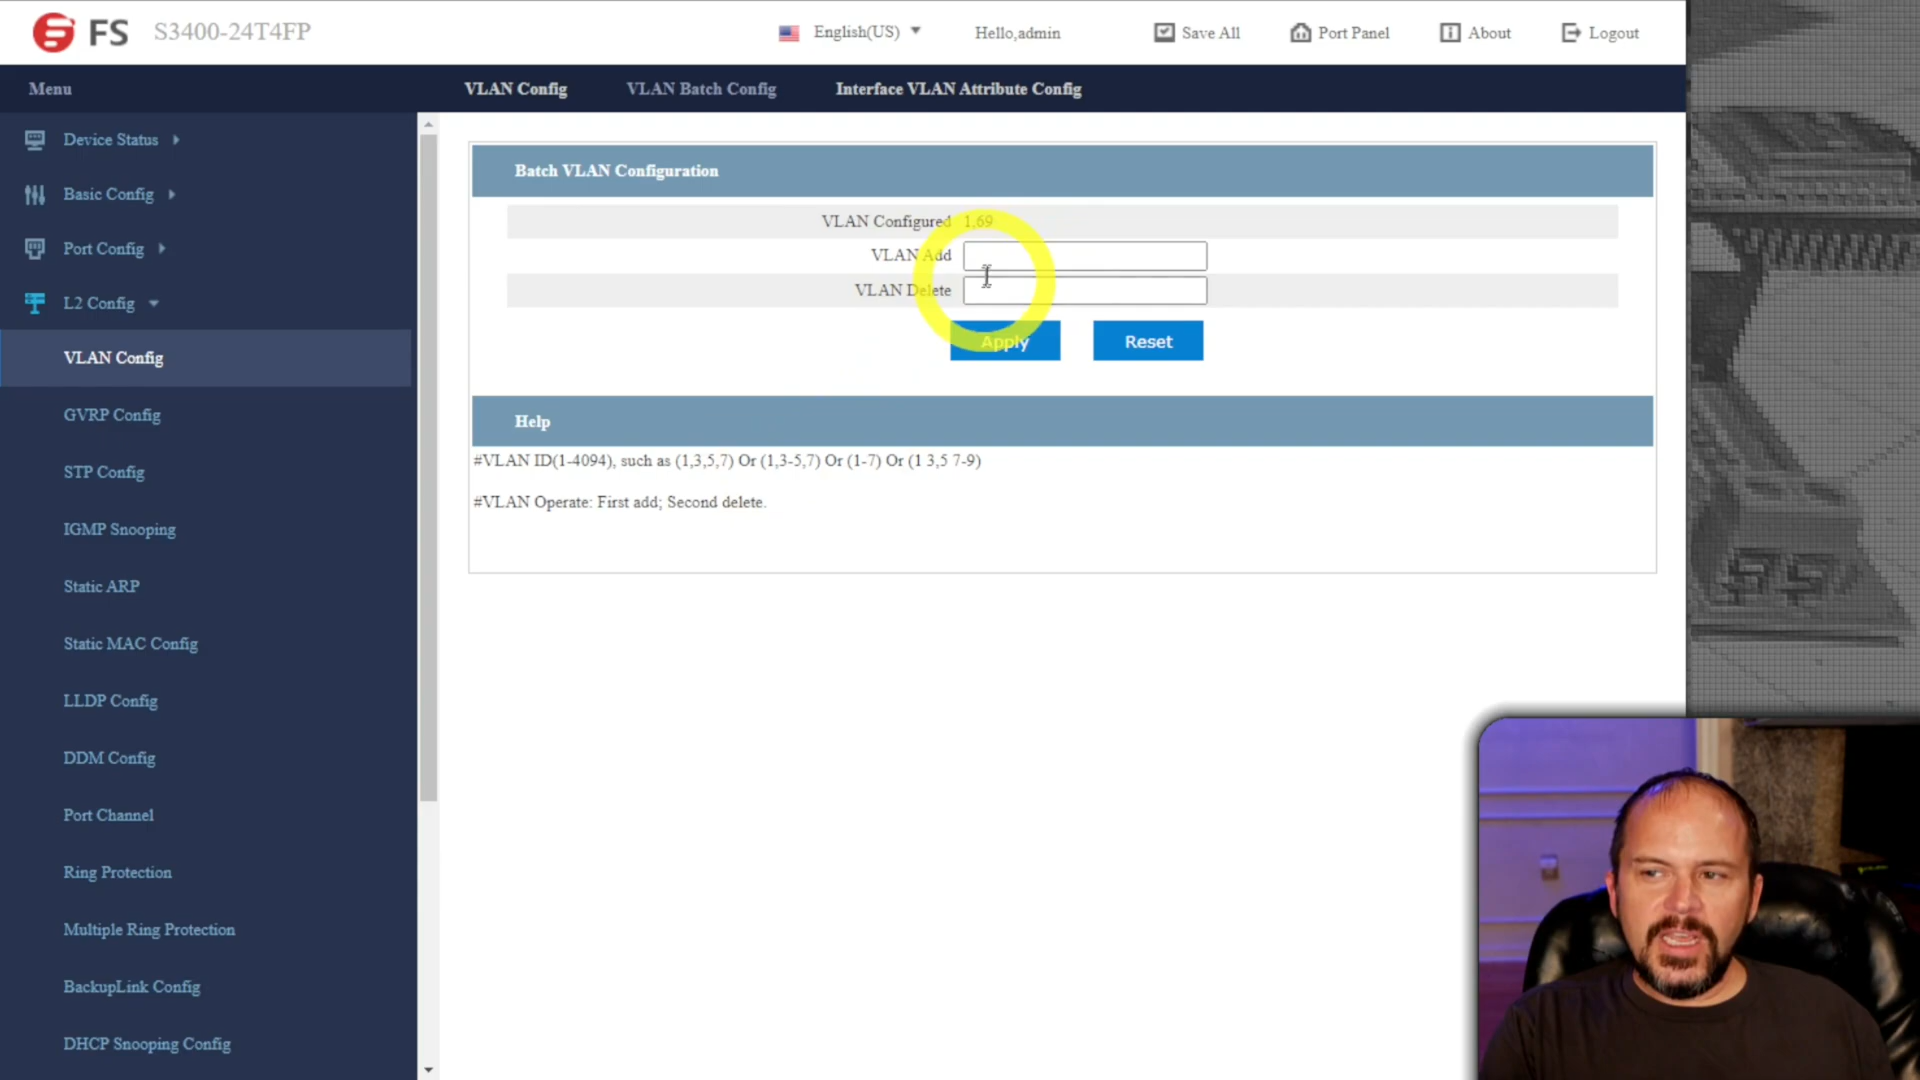 FS S3400-24T4FP English(US) Hello,admin Save All Port Panel About Logout
Menu VLAN Config VLAN Batch Config Interface VLAN Attribute Config
Device Status
Basic Config
Port Config
L2 Config
VLAN Config
GVRP Config
STP Config
IGMP Snooping
Static ARP
Static MAC Config
LLDP Config
DDM Config
Port Channel
Ring Protection
Multiple Ring Protection
BackupLink Config
DHCP Snooping Config
Batch VLAN Configuration
VLAN Configured 1,69
VLAN Add
VLAN Delete
Apply Reset
Help
#VLAN ID(1-4094), such as (1,3,5,7) Or (1,3-5,7) Or (1-7) Or (1 3,5 7-9)
#VLAN Operate: First add; Second delete.